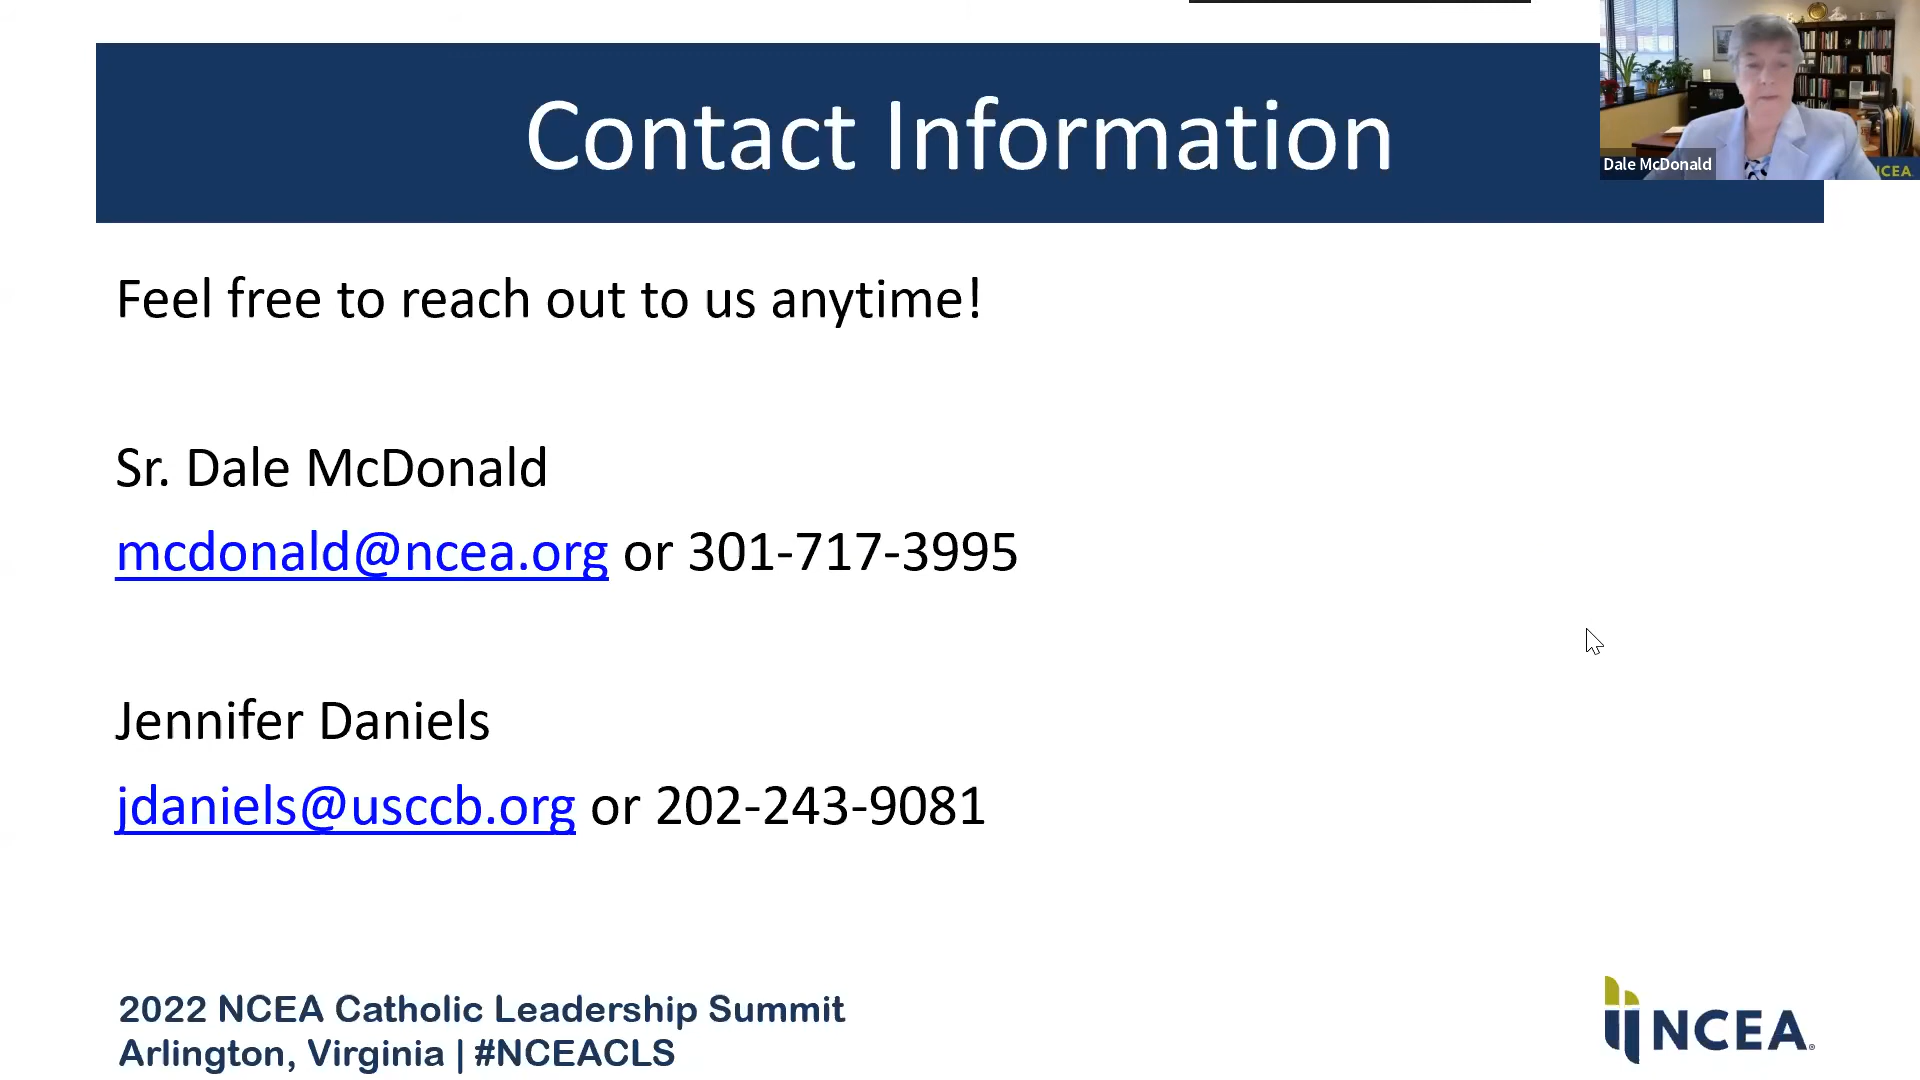 Contact Information
Dale McDonald
NCEA
Feel free to reach out to us anytime!
Sr. Dale McDonald
mcdonald@ncea.org or 301-717-3995
Jennifer Daniels
jdaniels@usccb.org or 202-243-9081
2022 NCEA Catholic Leadership Summit
Arlington, Virginia | #NCEACLS
NCEA®